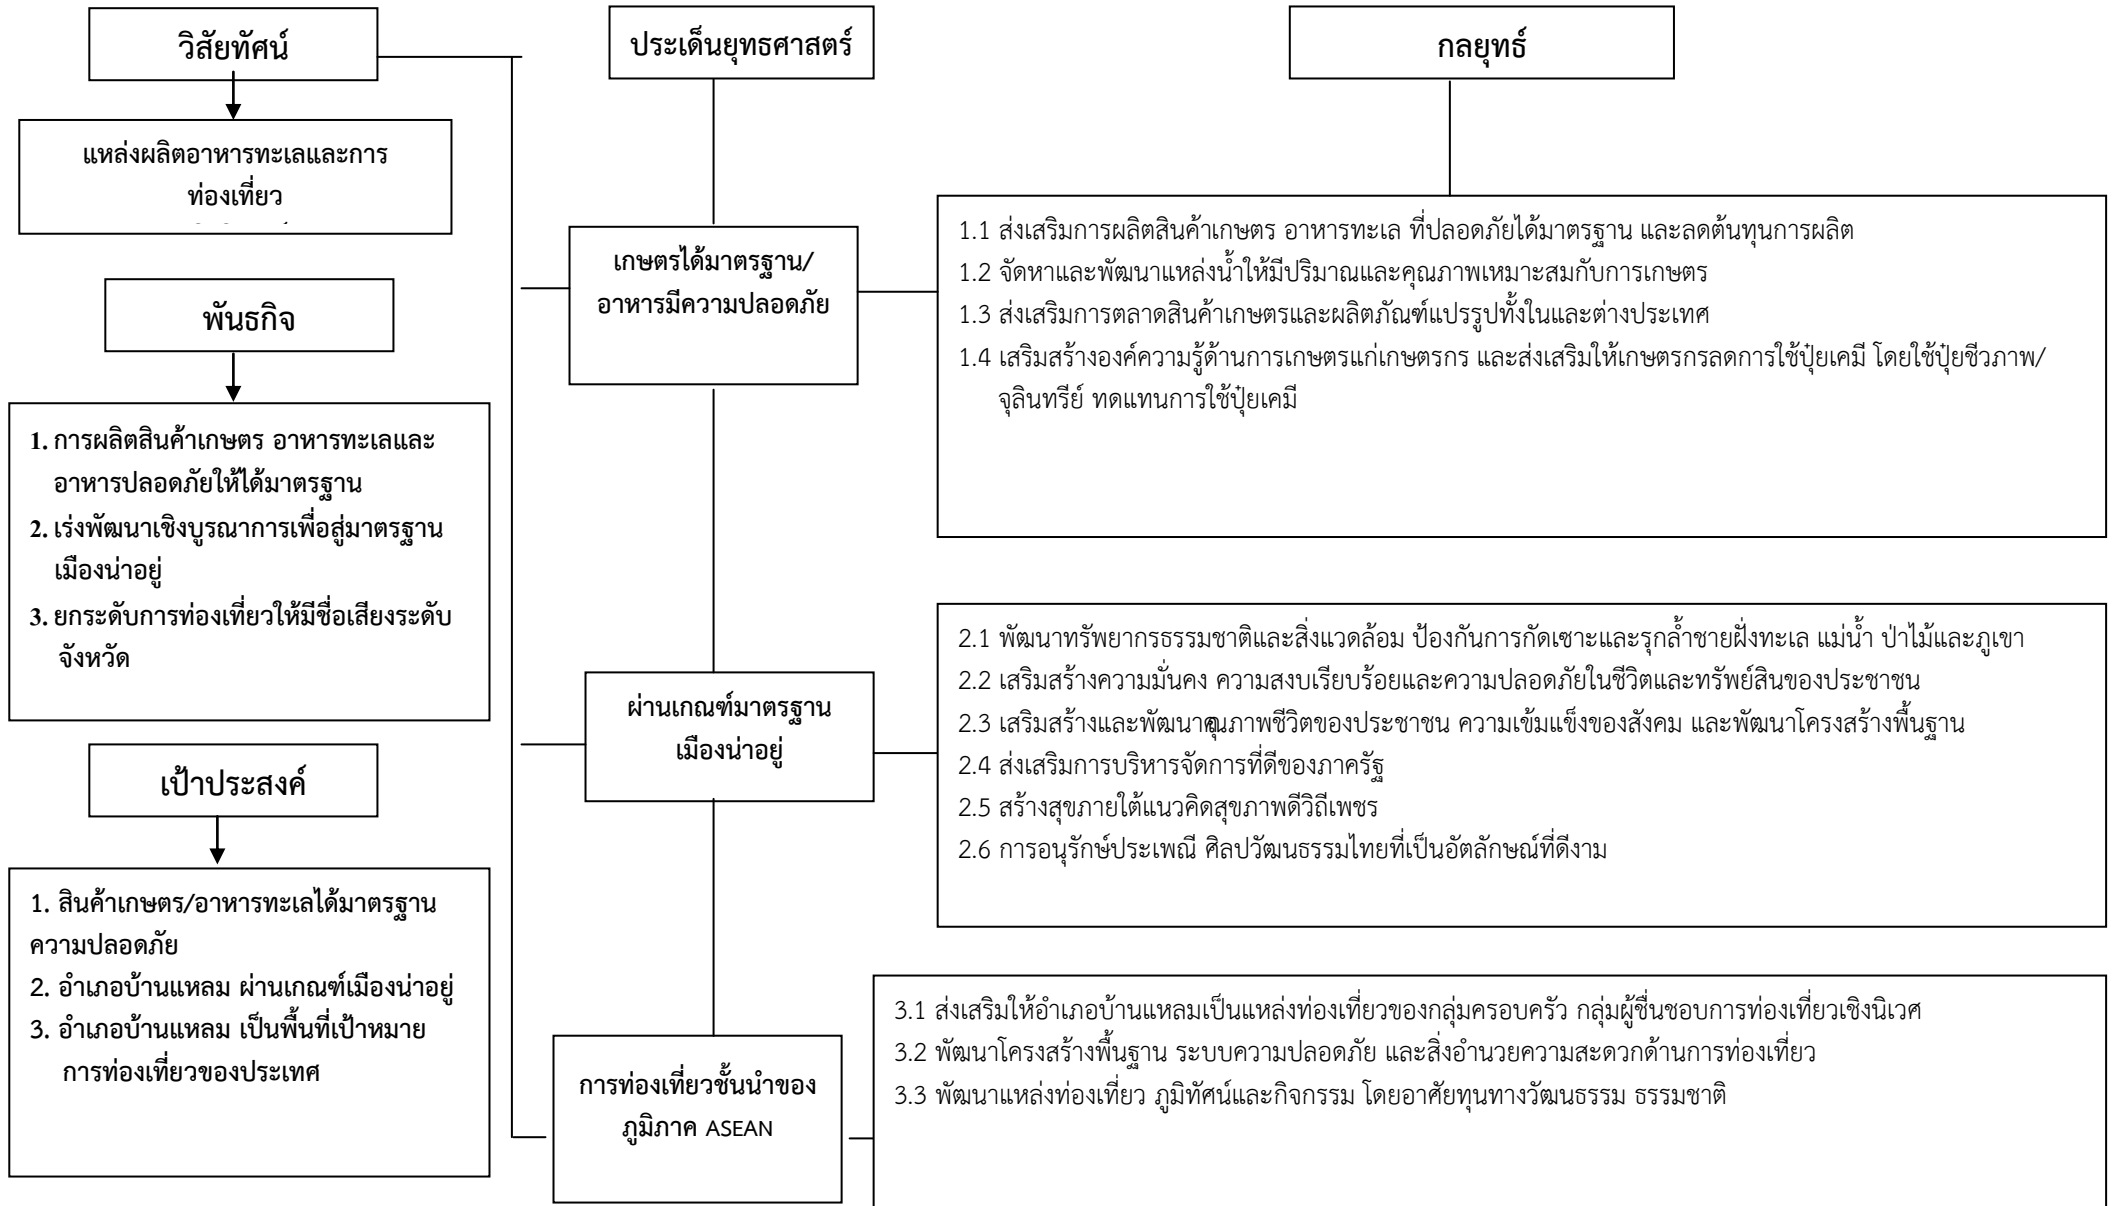 วิสัยทัศน์
แหล่งผลิตอาหารทะเลและการ
ท่องเที่ยว
พันธกิจ
1. การผลิตสินค้าเกษตร อาหารทะเลและ
อาหารปลอดภัยให้ได้มาตรฐาน
2. เร่งพัฒนาเชิงบูรณาการเพื่อสู่มาตรฐาน
เมืองน่าอยู่
3. ยกระดับการท่องเที่ยวให้มีชื่อเสียงระดับ
จังหวัด
เป้าประสงค์
1. สินค้าเกษตร/อาหารทะเลได้มาตรฐาน
ความปลอดภัย
2. อำเภอบ้านแหลม ผ่านเกณฑ์เมืองน่าอยู่
3. อำเภอบ้านแหลม เป็นพื้นที่เป้าหมาย
การท่องเที่ยวของประเทศ
ประเด็นยุทธศาสตร์
เกษตรได้มาตรฐาน/
อาหารมีความปลอดภัย
ผ่านเกณฑ์มาตรฐาน
เมืองน่าอยู่
การท่องเที่ยวชั้นนำของ
ภูมิภาค ASEAN
กลยุทธ์
1.1 ส่งเสริมการผลิตสินค้าเกษตร อาหารทะเล ที่ปลอดภัยได้มาตรฐาน และลดต้นทุนการผลิต
1.2 จัดหาและพัฒนาแหล่งน้ำให้มีปริมาณและคุณภาพเหมาะสมกับการเกษตร
1.3 ส่งเสริมการตลาดสินค้าเกษตรและผลิตภัณฑ์แปรรูปทั้งในและต่างประเทศ
1.4 เสริมสร้างองค์ความรู้ด้านการเกษตรแก่เกษตรกร และส่งเสริมให้เกษตรกรลดการใช้ปุ๋ยเคมี โดยใช้ปุ๋ยชีวภาพ/
จุลินทรีย์ ทดแทนการใช้ปุ๋ยเคมี
2.1 พัฒนาทรัพยากรธรรมชาติและสิ่งแวดล้อม ป้องกันการกัดเซาะและรุกล้ำชายฝั่งทะเล แม่น้ำ ป่าไม้และภูเขา
2.2 เสริมสร้างความมั่นคง ความสงบเรียบร้อยและความปลอดภัยในชีวิตและทรัพย์สินของประชาชน
2.3 เสริมสร้างและพัฒนาคุณภาพชีวิตของประชาชน ความเข้มแข็งของสังคม และพัฒนาโครงสร้างพื้นฐาน
2.4 ส่งเสริมการบริหารจัดการที่ดีของภาครัฐ
2.5 สร้างสุขภายใต้แนวคิดสุขภาพดีวิถีเพชร
2.6 การอนุรักษ์ประเพณี ศิลปวัฒนธรรมไทยที่เป็นอัตลักษณ์ที่ดีงาม
3.1 ส่งเสริมให้อำเภอบ้านแหลมเป็นแหล่งท่องเที่ยวของกลุ่มครอบครัว กลุ่มผู้ชื่นชอบการท่องเที่ยวเชิงนิเวศ
3.2 พัฒนาโครงสร้างพื้นฐาน ระบบความปลอดภัย และสิ่งอำนวยความสะดวกด้านการท่องเที่ยว
3.3 พัฒนาแหล่งท่องเที่ยว ภูมิทัศน์และกิจกรรม โดยอาศัยทุนทางวัฒนธรรม ธรรมชาติ